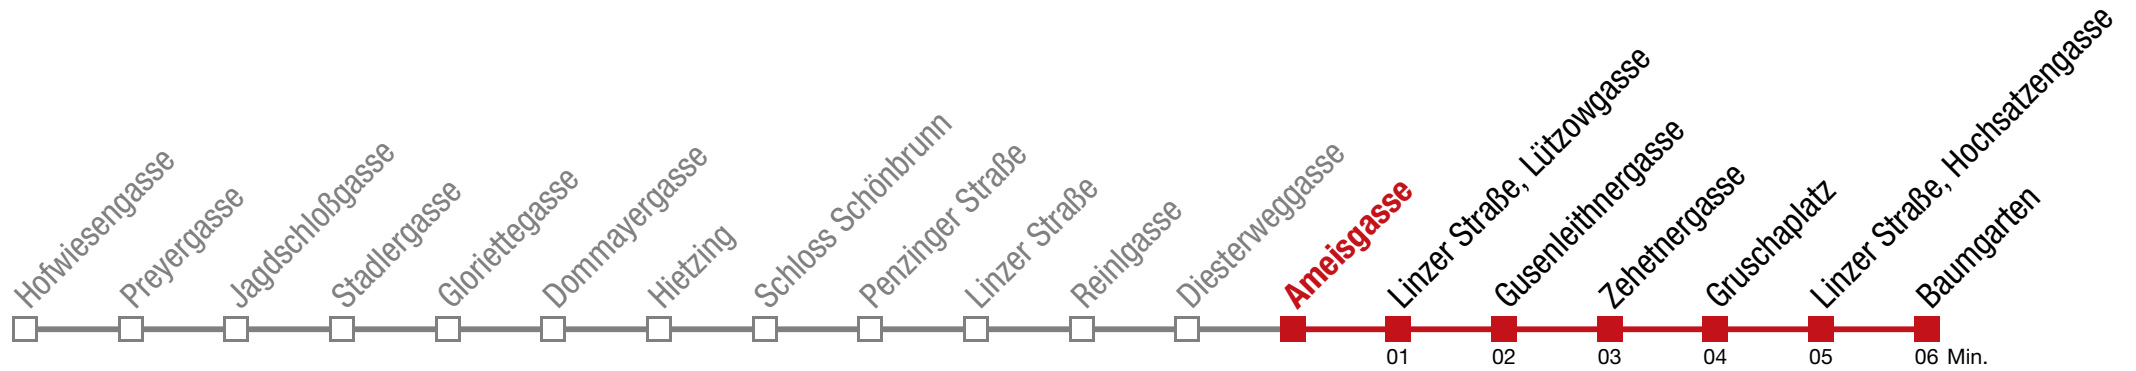 Hofwiesengasse
Preyergasse
Jagdschloßgasse
Stadlergasse
Gloriettegasse
Dommayergasse
Hietzing
Schloss Schönbrunn
Penzinger Straße
Linzer Straße
Reinlgasse
Diesterweggasse
Ameisgasse
Linzer Straße, Lützowgasse
Gusenleithnergasse
Zehetnergasse
Gruschaplatz
Linzer Straße, Hochsatzengasse
Baumgarten
01 02 03 04 05 06 Min.